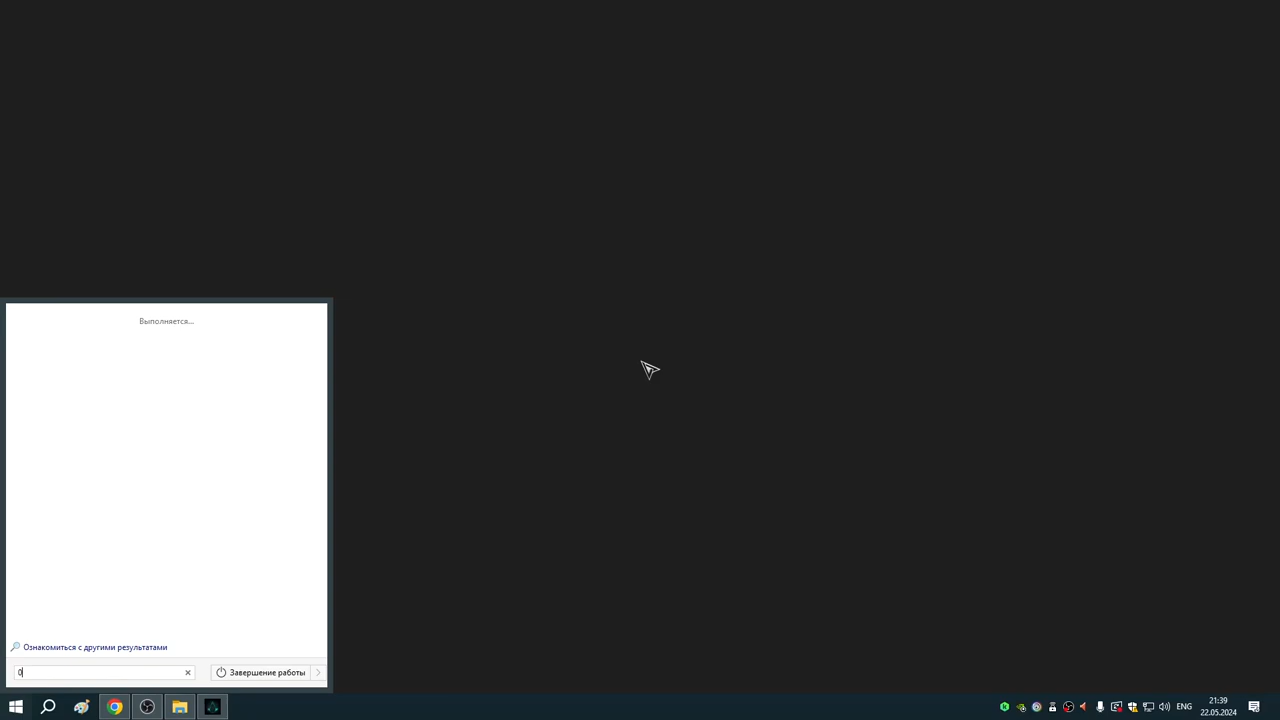 Выполняется...
Ознакомиться с другими результатами
0
Завершение работы
ENG
21:39
22.05.2024